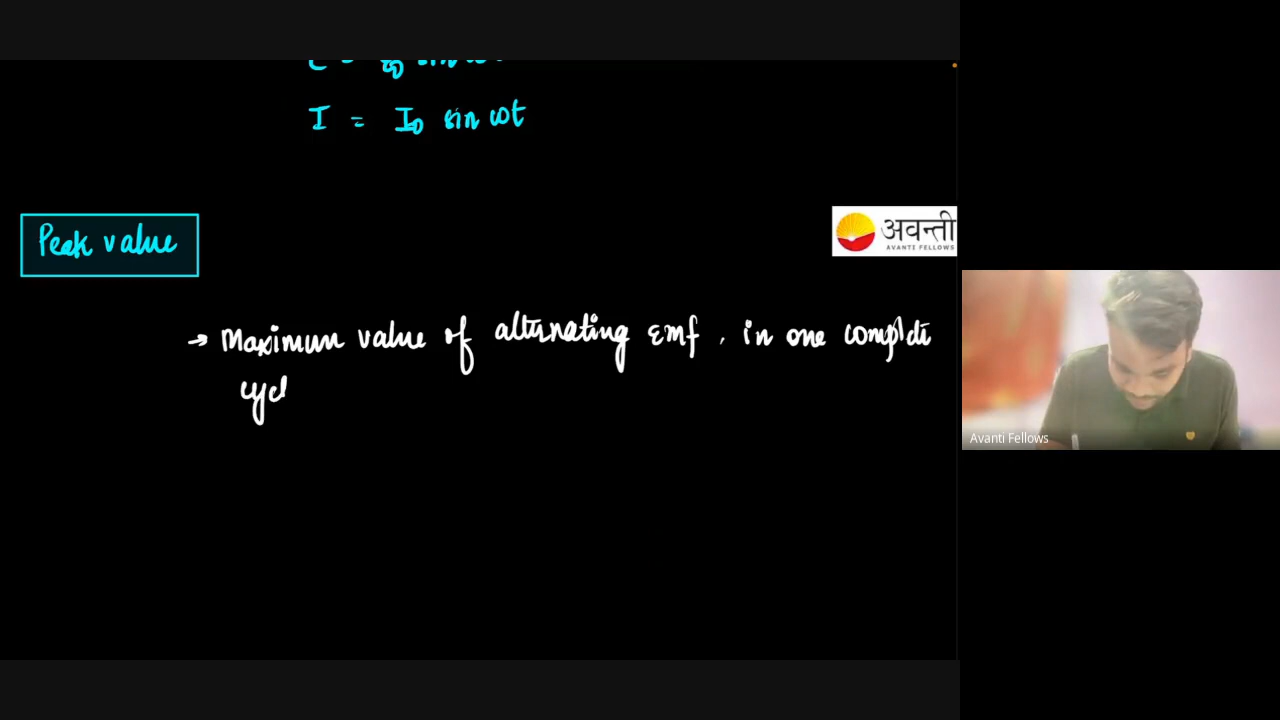 I = I₀ sin ωt
Peak value
अवन्ती
AVANTI FELLOWS
→ Maximum value of alternating emf, in one complete
cycl
Avanti Fellows